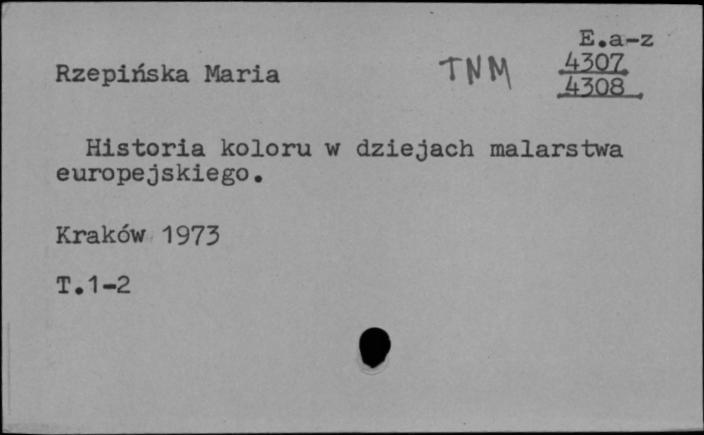 E.a-z
Rzepińska Maria TNM 4307
4308
Historia koloru w dziejach malarstwa
europejskiego.
Kraków 1973
T.1-2